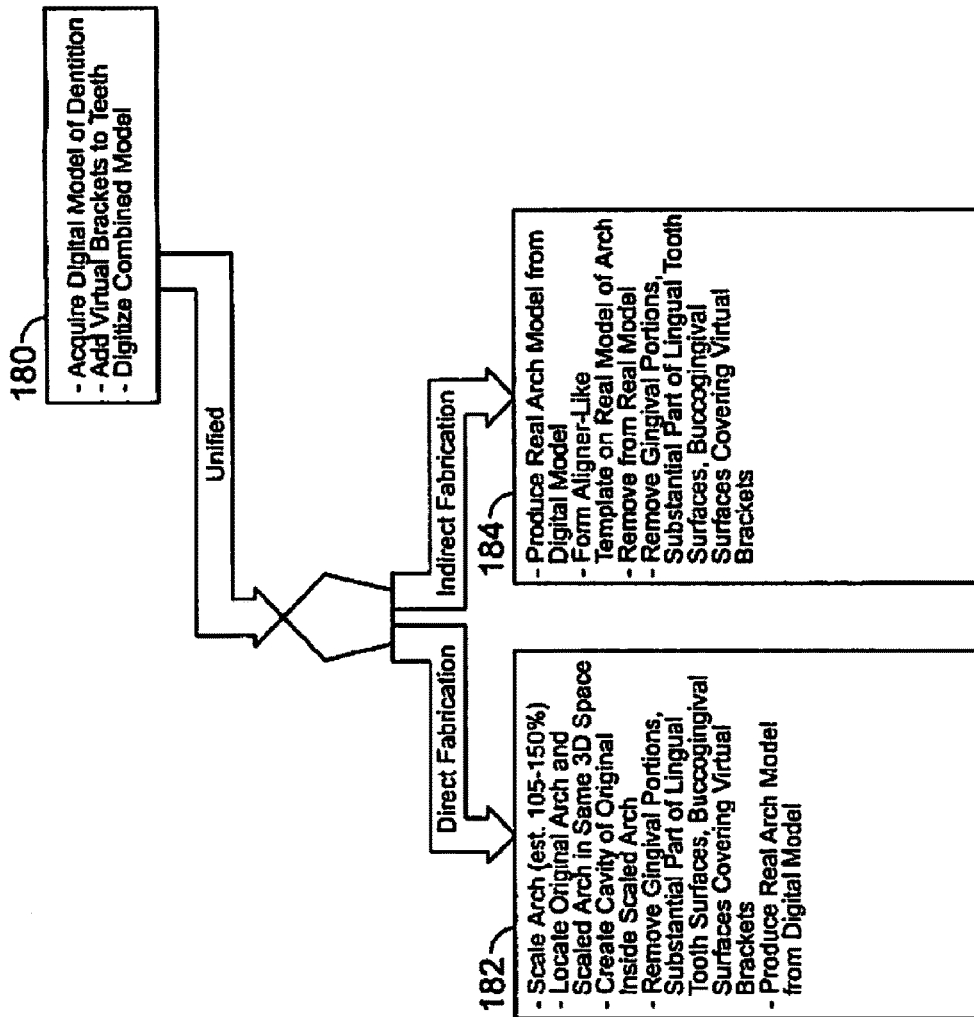 180
- Acquire Digital Model of Dentition
- Add Virtual Brackets to Teeth
- Digitize Combined Model
Unified
Direct Fabrication
Indirect Fabrication
182
- Scale Arch (est. 105-150%)
- Locate Original Arch and
Scaled Arch in Same 3D Space
- Create Cavity of Original
Inside Scaled Arch
- Remove Gingival Portions,
Substantial Part of Lingual
Tooth Surfaces, Buccogingival
Surfaces Covering Virtual
Brackets
- Produce Real Arch Model
from Digital Model
184
- Produce Real Arch Model from
Digital Model
- Form Aligner-Like
Template on Real Model of Arch
- Remove from Real Model
- Remove Gingival Portions,
Substantial Part of Lingual Tooth
Surfaces, Buccogingival
Surfaces Covering Virtual
Brackets